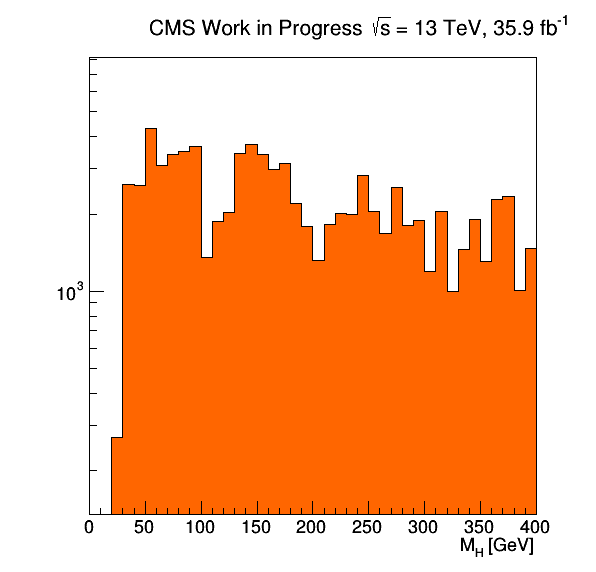 CMS Work in Progress √s = 13 TeV, 35.9 fb⁻¹
10³
0 50 100 150 200 250 300 350 400
M_H [GeV]